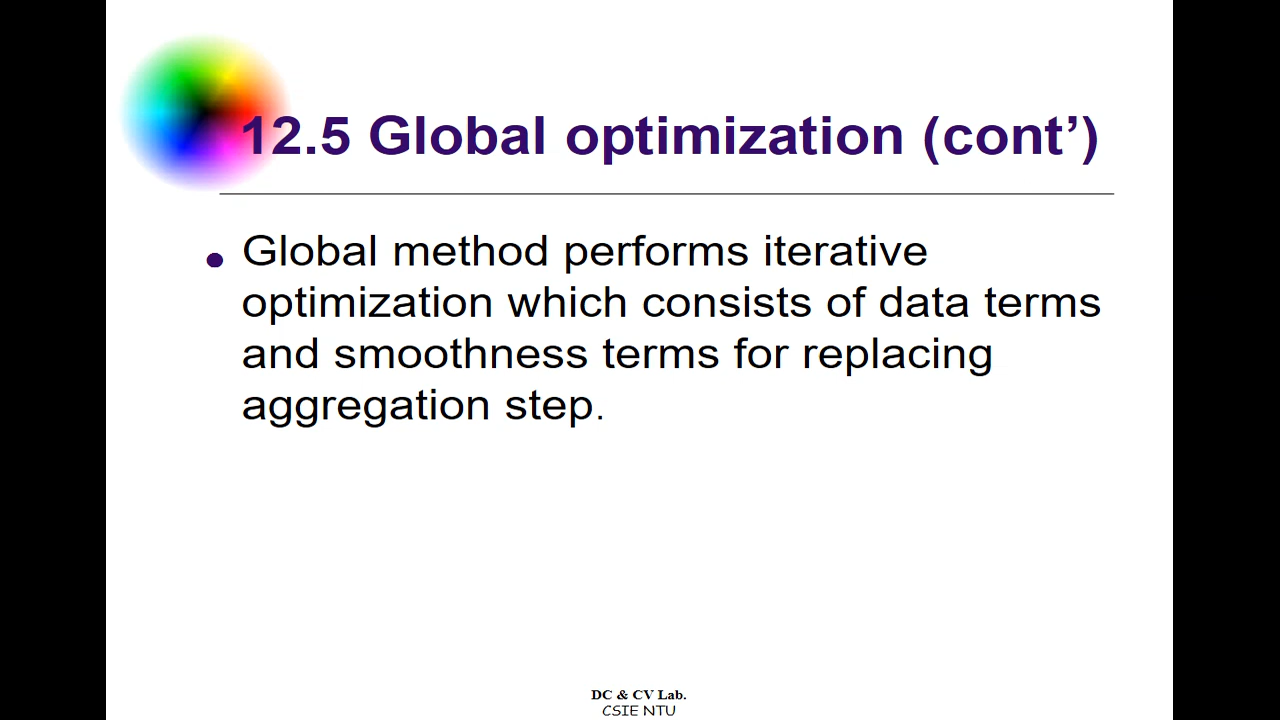 12.5 Global optimization (cont’)
Global method performs iterative
optimization which consists of data terms
and smoothness terms for replacing
aggregation step.
DC & CV Lab.
CSIE NTU